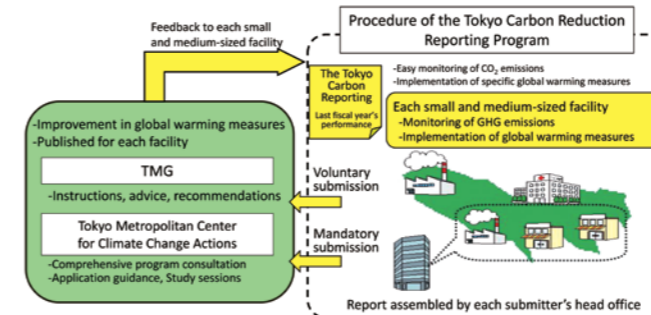 Feedback to each small
and medium-sized facility
Procedure of the Tokyo Carbon Reduction
Reporting Program
The Tokyo
Carbon
Reporting
Last fiscal year's
performance
-Easy monitoring of CO₂ emissions
-Implementation of specific global warming measures
Each small and medium-sized facility
-Monitoring of GHG emissions
-Implementation of global warming measures
-Improvement in global warming measures
-Published for each facility
TMG
-Instructions, advice, recommendations
Tokyo Metropolitan Center
for Climate Change Actions
-Comprehensive program consultation
-Application guidance, Study sessions
Voluntary
submission
Mandatory
submission
Report assembled by each submitter's head office